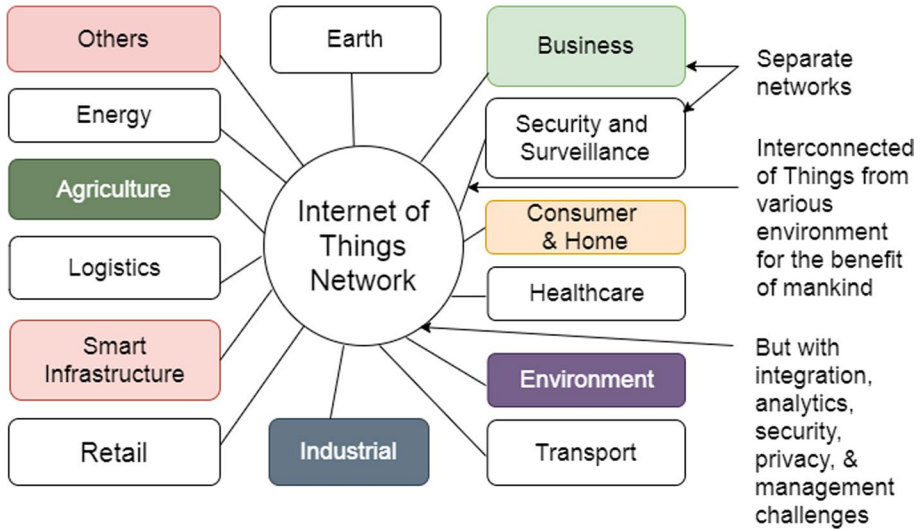 Others
Earth
Business
Energy
Security and
Surveillance
Agriculture
Internet of
Things
Network
Consumer
& Home
Logistics
Healthcare
Smart
Infrastructure
Environment
Retail
Industrial
Transport
Separate
networks
Interconnected
of Things from
various
environment
for the benefit
of mankind
But with
integration,
analytics,
security,
privacy, &
management
challenges